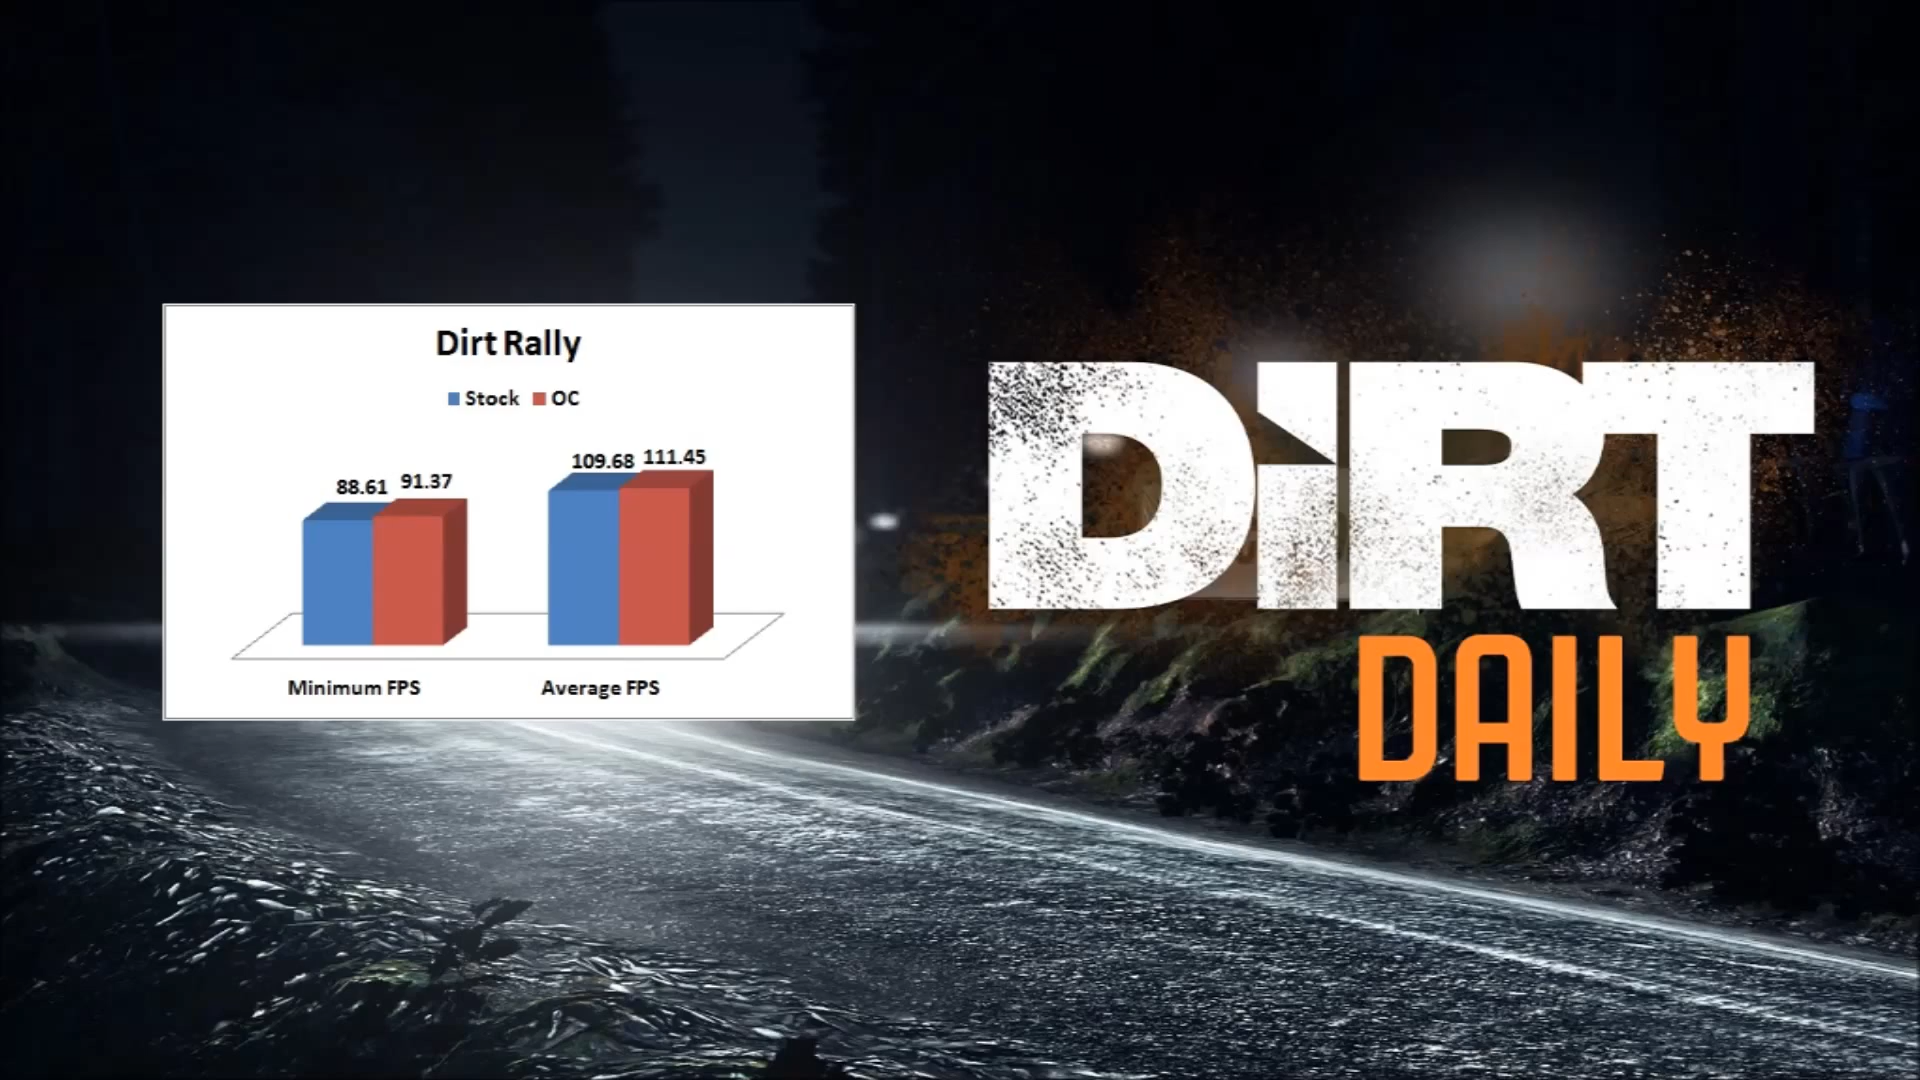 Dirt Rally
Stock OC
88.61 91.37 109.68 111.45
Minimum FPS Average FPS
DiRT
DAILY